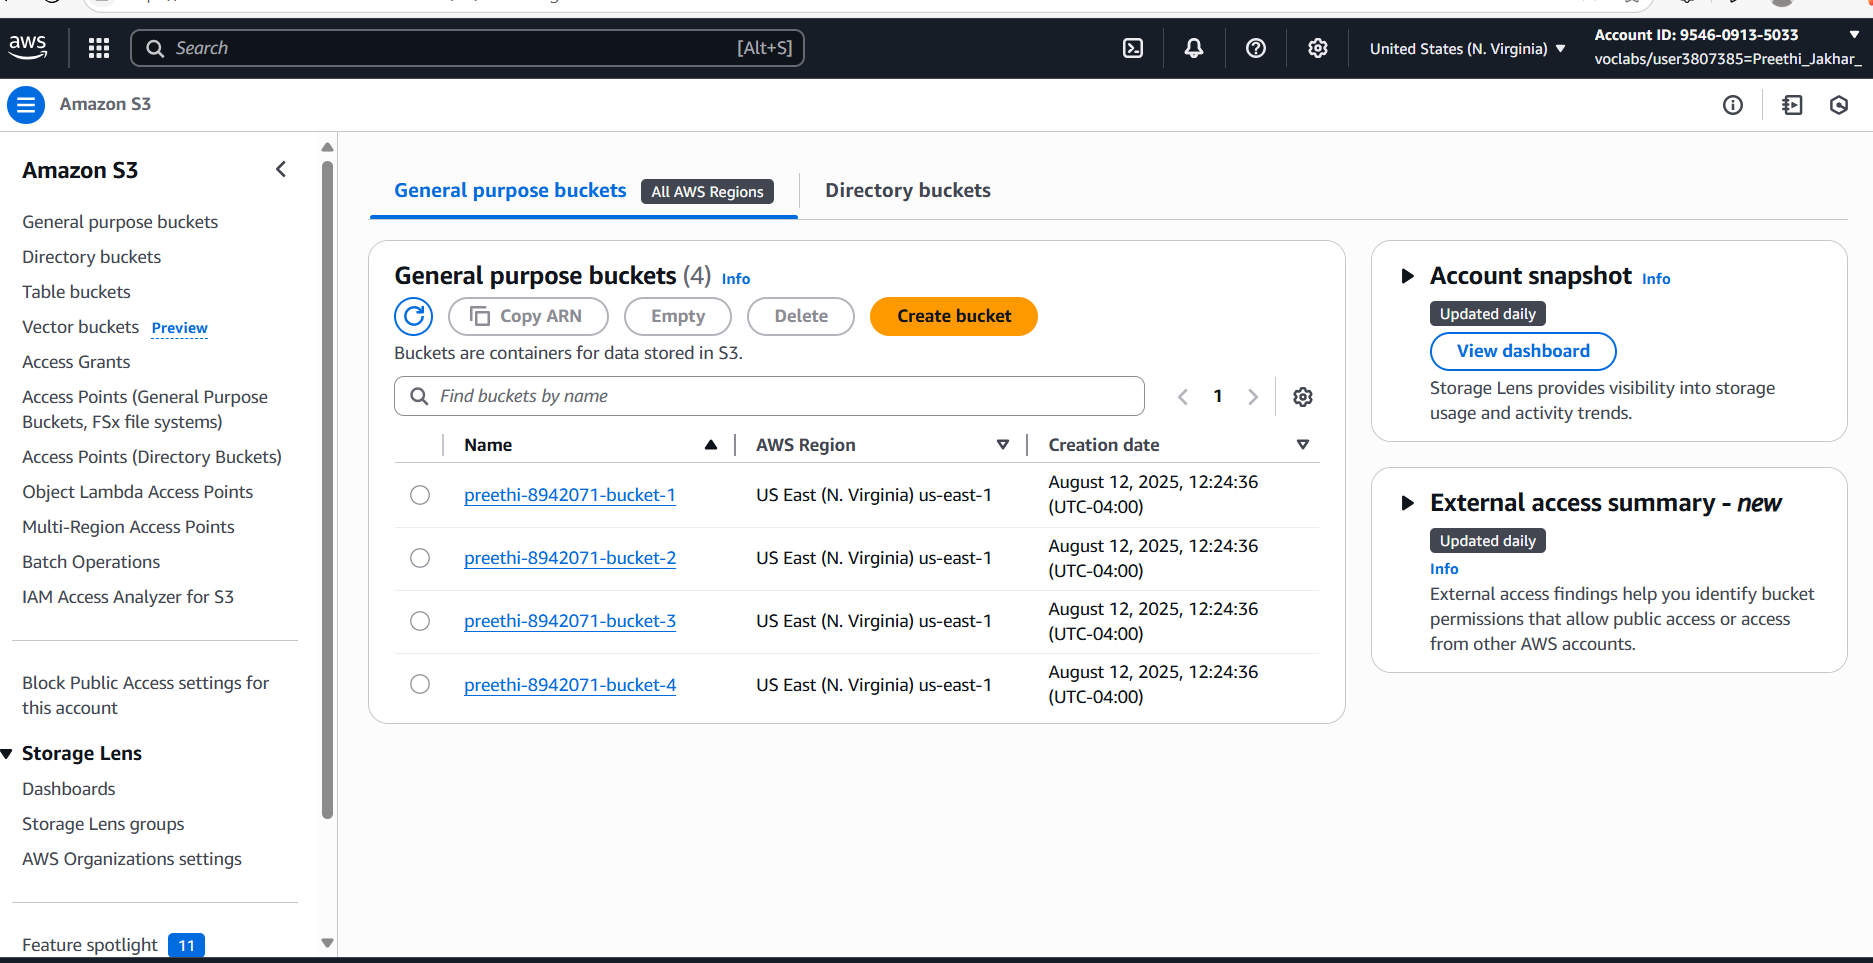 aws
Search
[Alt+S]
United States (N. Virginia)
Account ID: 9546-0913-5033
voclabs/user3807385=Preethi_Jakhar_
Amazon S3
Amazon S3
General purpose buckets
Directory buckets
Table buckets
Vector buckets Preview
Access Grants
Access Points (General Purpose
Buckets, FSx file systems)
Access Points (Directory Buckets)
Object Lambda Access Points
Multi-Region Access Points
Batch Operations
IAM Access Analyzer for S3
Block Public Access settings for
this account
Storage Lens
Dashboards
Storage Lens groups
AWS Organizations settings
Feature spotlight 11
General purpose buckets All AWS Regions
Directory buckets
General purpose buckets (4) Info
Copy ARN
Empty
Delete
Create bucket
Buckets are containers for data stored in S3.
Find buckets by name
1
Name AWS Region Creation date
preethi-8942071-bucket-1 US East (N. Virginia) us-east-1 August 12, 2025, 12:24:36
(UTC-04:00)
preethi-8942071-bucket-2 US East (N. Virginia) us-east-1 August 12, 2025, 12:24:36
(UTC-04:00)
preethi-8942071-bucket-3 US East (N. Virginia) us-east-1 August 12, 2025, 12:24:36
(UTC-04:00)
preethi-8942071-bucket-4 US East (N. Virginia) us-east-1 August 12, 2025, 12:24:36
(UTC-04:00)
Account snapshot Info
Updated daily
View dashboard
Storage Lens provides visibility into storage
usage and activity trends.
External access summary - new
Updated daily
Info
External access findings help you identify bucket
permissions that allow public access or access
from other AWS accounts.